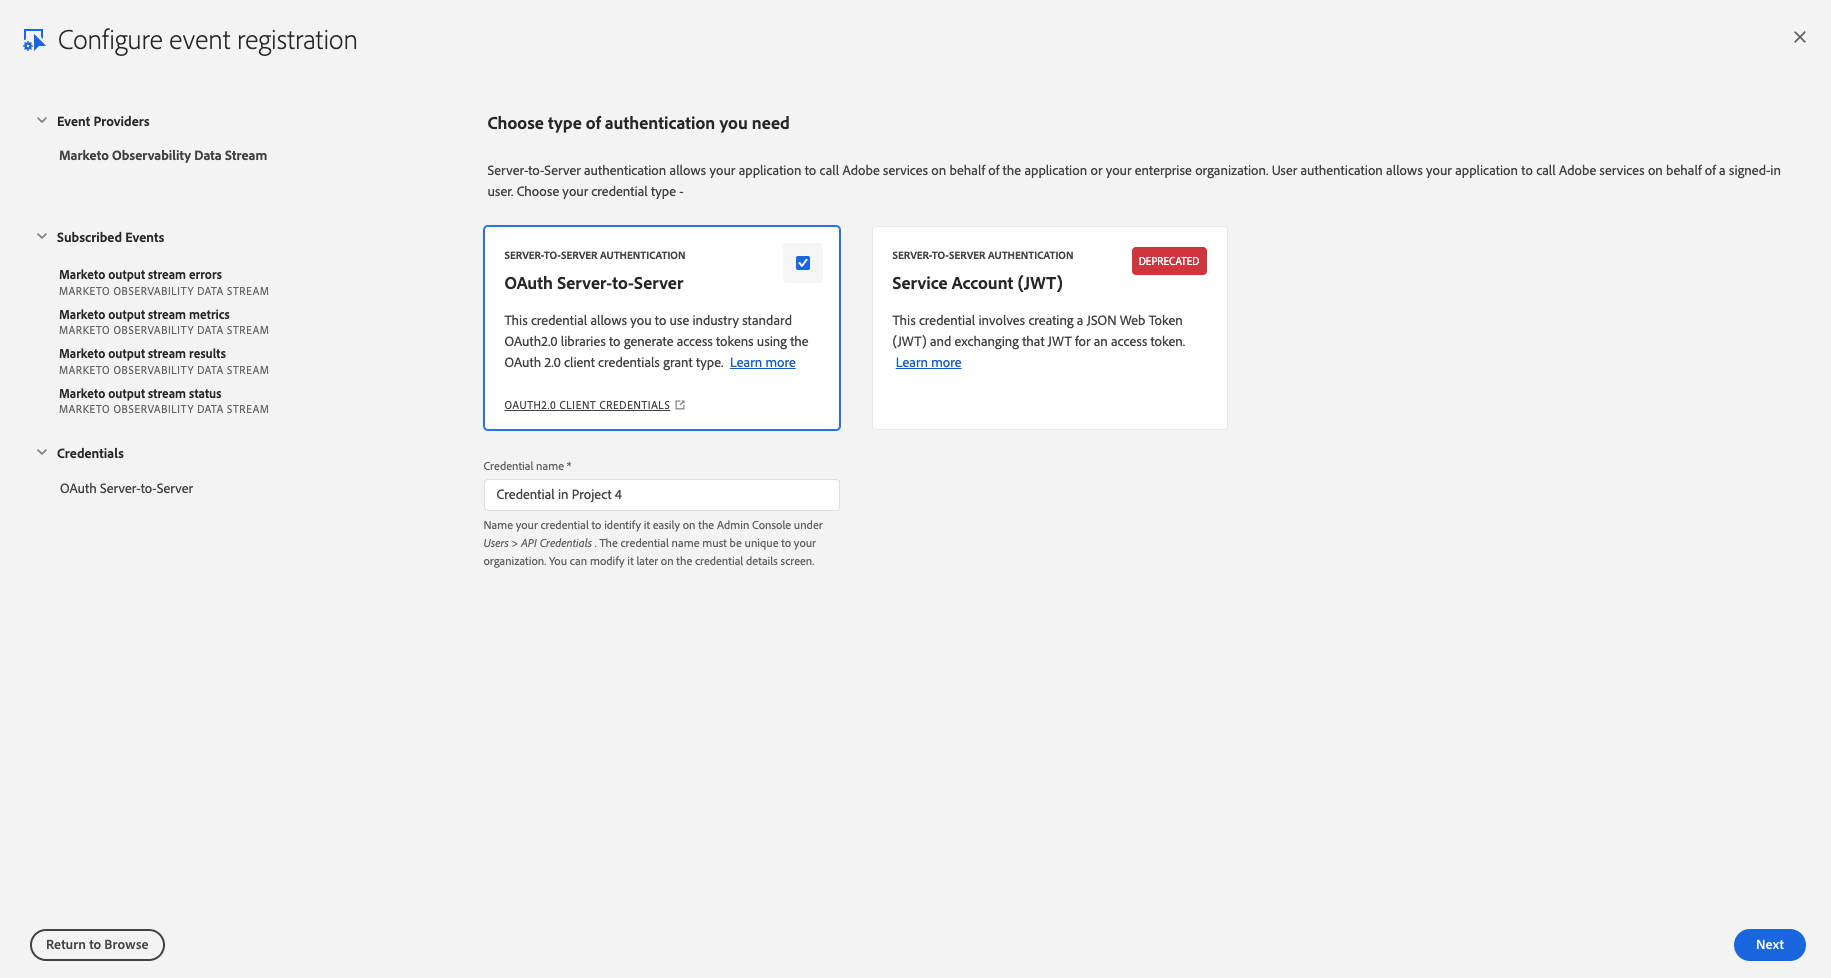 Configure event registration
Event Providers
Marketo Observability Data Stream
Subscribed Events
Marketo output stream errors
MARKETO OBSERVABILITY DATA STREAM
Marketo output stream metrics
MARKETO OBSERVABILITY DATA STREAM
Marketo output stream results
MARKETO OBSERVABILITY DATA STREAM
Marketo output stream status
MARKETO OBSERVABILITY DATA STREAM
Credentials
OAuth Server-to-Server
Choose type of authentication you need
Server-to-Server authentication allows your application to call Adobe services on behalf of the application or your enterprise organization. User authentication allows your application to call Adobe services on behalf of a signed-in
user. Choose your credential type -
SERVER-TO-SERVER AUTHENTICATION
OAuth Server-to-Server
This credential allows you to use industry standard
OAuth2.0 libraries to generate access tokens using the
OAuth 2.0 client credentials grant type. Learn more
OAUTH2.0 CLIENT CREDENTIALS
SERVER-TO-SERVER AUTHENTICATION
DEPRECATED
Service Account (JWT)
This credential involves creating a JSON Web Token
(JWT) and exchanging that JWT for an access token.
Learn more
Credential name *
Credential in Project 4
Name your credential to identify it easily on the Admin Console under
Users > API Credentials . The credential name must be unique to your
organization. You can modify it later on the credential details screen.
Return to Browse
Next